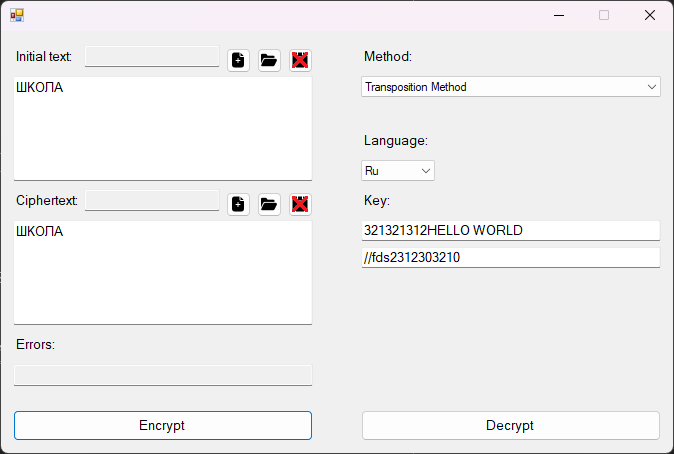 Initial text:
ШКОЛА
Ciphertext:
ШКОЛА
Errors:
Encrypt
Method:
Transposition Method
Language:
Ru
Key:
321321312HELLO WORLD
//fds2312303210
Decrypt